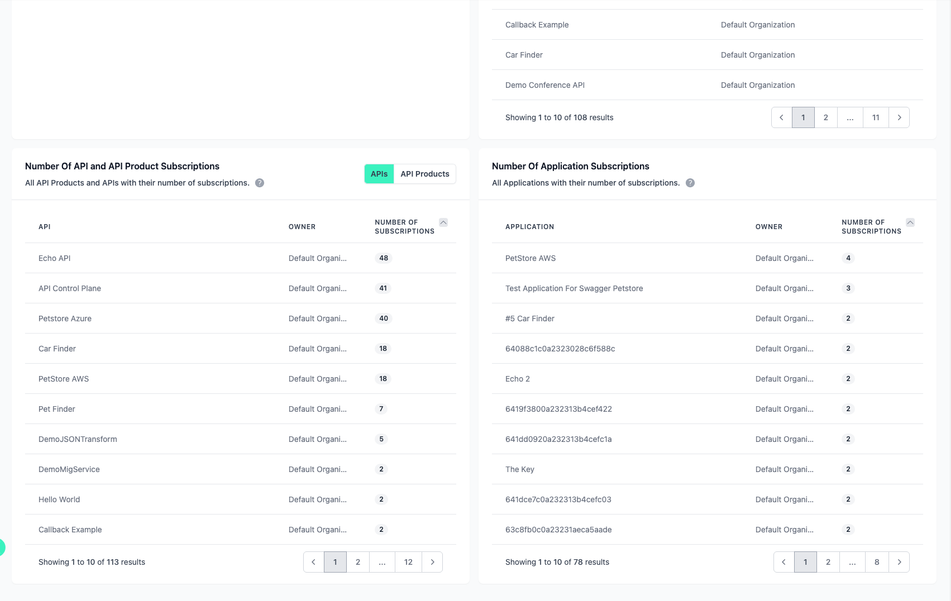 Callback Example Default Organization
Car Finder Default Organization
Demo Conference API Default Organization
Showing 1 to 10 of 108 results 1 2 ... 11
Number Of API and API Product Subscriptions
All API Products and APIs with their number of subscriptions. ?
APIs API Products
API OWNER NUMBER OF
SUBSCRIPTIONS
Echo API Default Organi... 48
API Control Plane Default Organi... 41
Petstore Azure Default Organi... 40
Car Finder Default Organi... 18
PetStore AWS Default Organi... 18
Pet Finder Default Organi... 7
DemoJSONTransform Default Organi... 5
DemoMigService Default Organi... 2
Hello World Default Organi... 2
Callback Example Default Organi... 2
Showing 1 to 10 of 113 results 1 2 ... 12
Number Of Application Subscriptions
All Applications with their number of subscriptions. ?
APPLICATION OWNER NUMBER OF
SUBSCRIPTIONS
PetStore AWS Default Organi... 4
Test Application For Swagger Petstore Default Organi... 3
#5 Car Finder Default Organi... 2
64088c1c0a2323028c6f588c Default Organi... 2
Echo 2 Default Organi... 2
6419f3800a232313b4cef422 Default Organi... 2
641dd0920a232313b4cefc1a Default Organi... 2
The Key Default Organi... 2
641dce7c0a232313b4cefc03 Default Organi... 2
63c8fb0c0a23231aeca5aade Default Organi... 2
Showing 1 to 10 of 78 results 1 2 ... 8